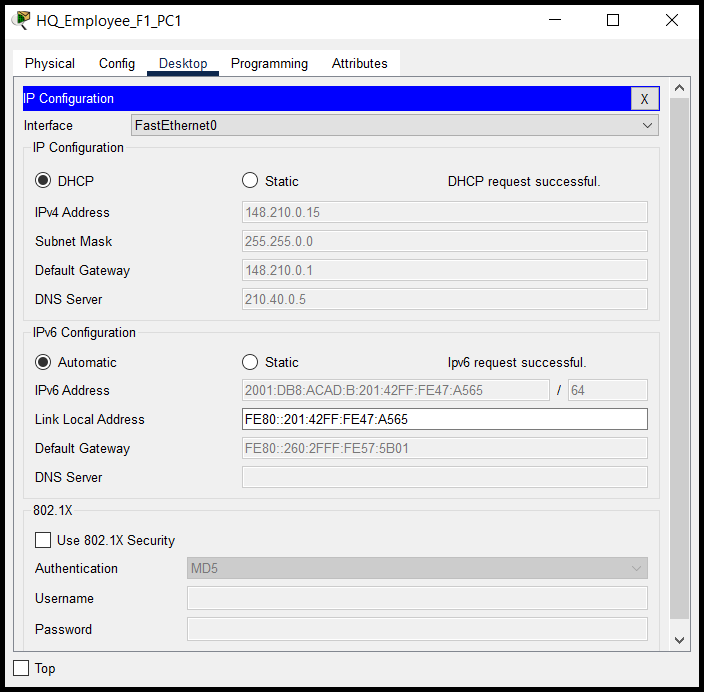 HQ_Employee_F1_PC1
Physical Config Desktop Programming Attributes
IP Configuration X
Interface FastEthernet0
IP Configuration
DHCP Static DHCP request successful.
IPv4 Address 148.210.0.15
Subnet Mask 255.255.0.0
Default Gateway 148.210.0.1
DNS Server 210.40.0.5
IPv6 Configuration
Automatic Static Ipv6 request successful.
IPv6 Address 2001:DB8:ACAD:B:201:42FF:FE47:A565 / 64
Link Local Address FE80::201:42FF:FE47:A565
Default Gateway FE80::260:2FFF:FE57:5B01
DNS Server
802.1X
Use 802.1X Security
Authentication MD5
Username
Password
Top